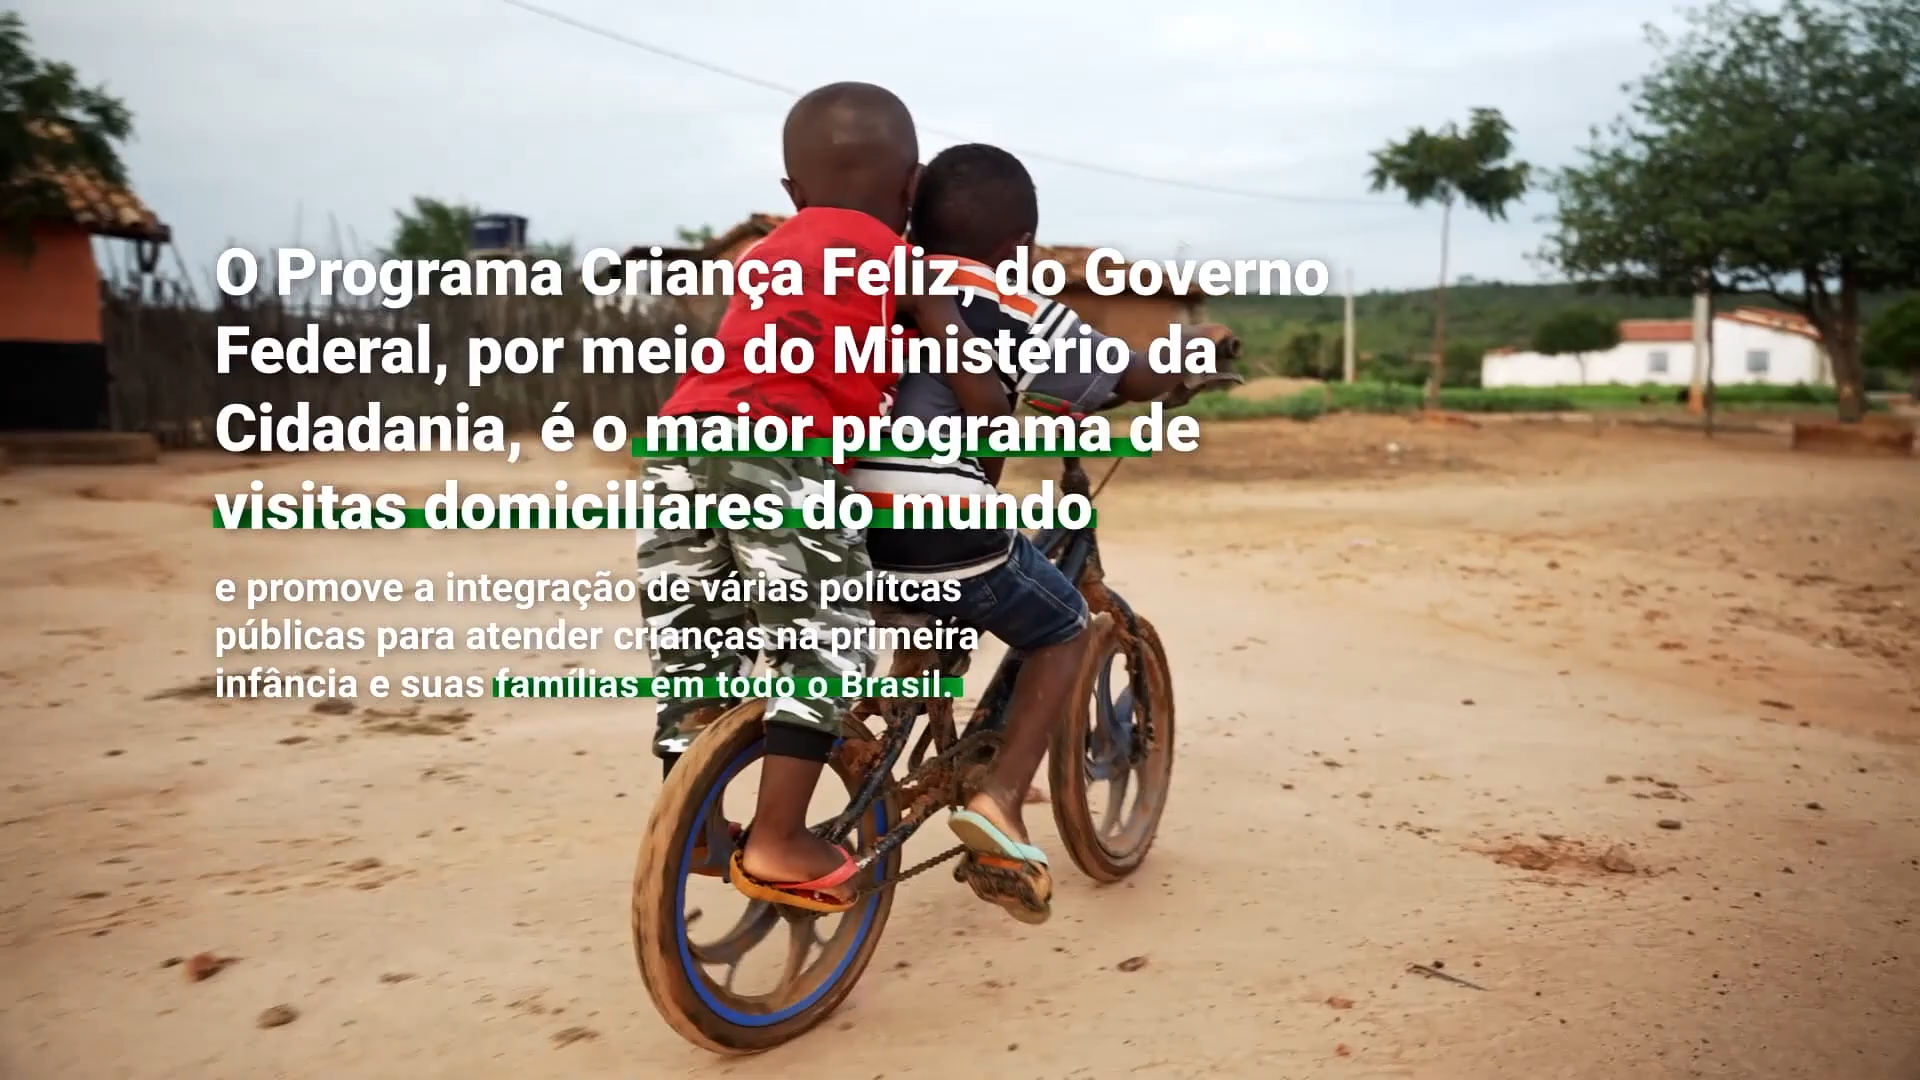 O Programa Criança Feliz, do Governo
Federal, por meio do Ministério da
Cidadania, é o maior programa de
visitas domiciliares do mundo
e promove a integração de várias polítcas
públicas para atender crianças na primeira
infância e suas famílias em todo o Brasil.